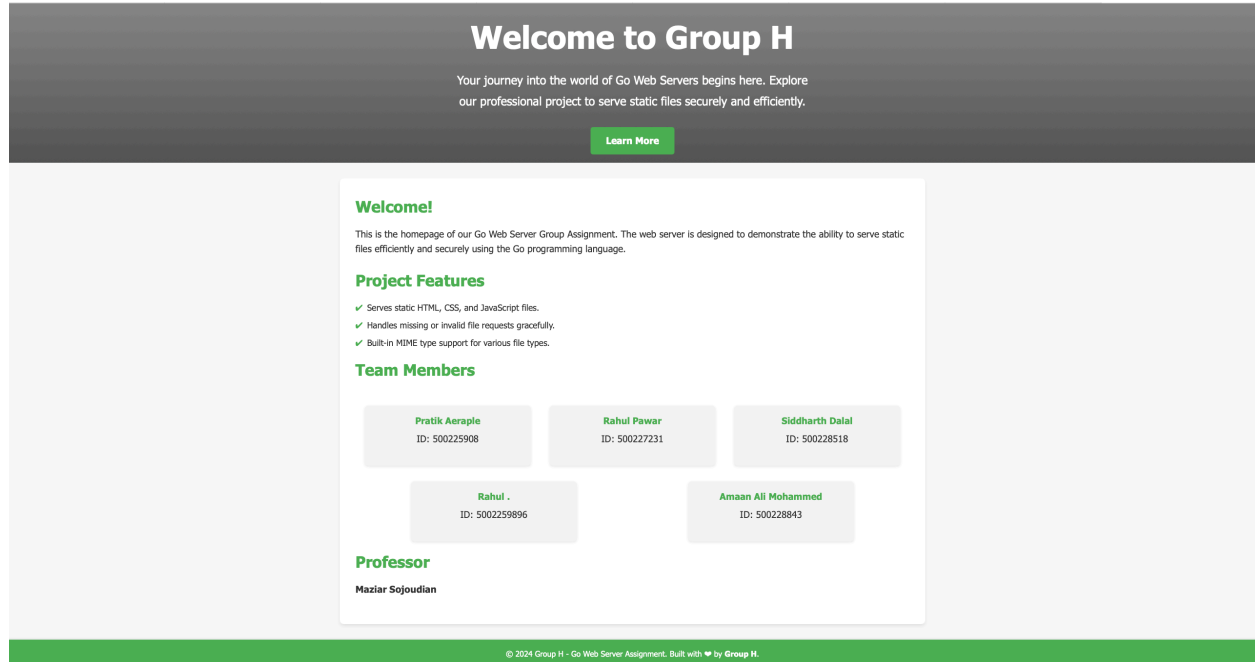 Welcome to Group H
Your journey into the world of Go Web Servers begins here. Explore
our professional project to serve static files securely and efficiently.
Learn More
Welcome!
This is the homepage of our Go Web Server Group Assignment. The web server is designed to demonstrate the ability to serve static
files efficiently and securely using the Go programming language.
Project Features
✔ Serves static HTML, CSS, and JavaScript files.
✔ Handles missing or invalid file requests gracefully.
✔ Built-in MIME type support for various file types.
Team Members
Pratik Aeraple
ID: 500225908
Rahul Pawar
ID: 500227231
Siddharth Dalal
ID: 500228518
Rahul .
ID: 5002259896
Amaan Ali Mohammed
ID: 500228843
Professor
Maziar Sojoudian
© 2024 Group H - Go Web Server Assignment. Built with ❤ by Group H.